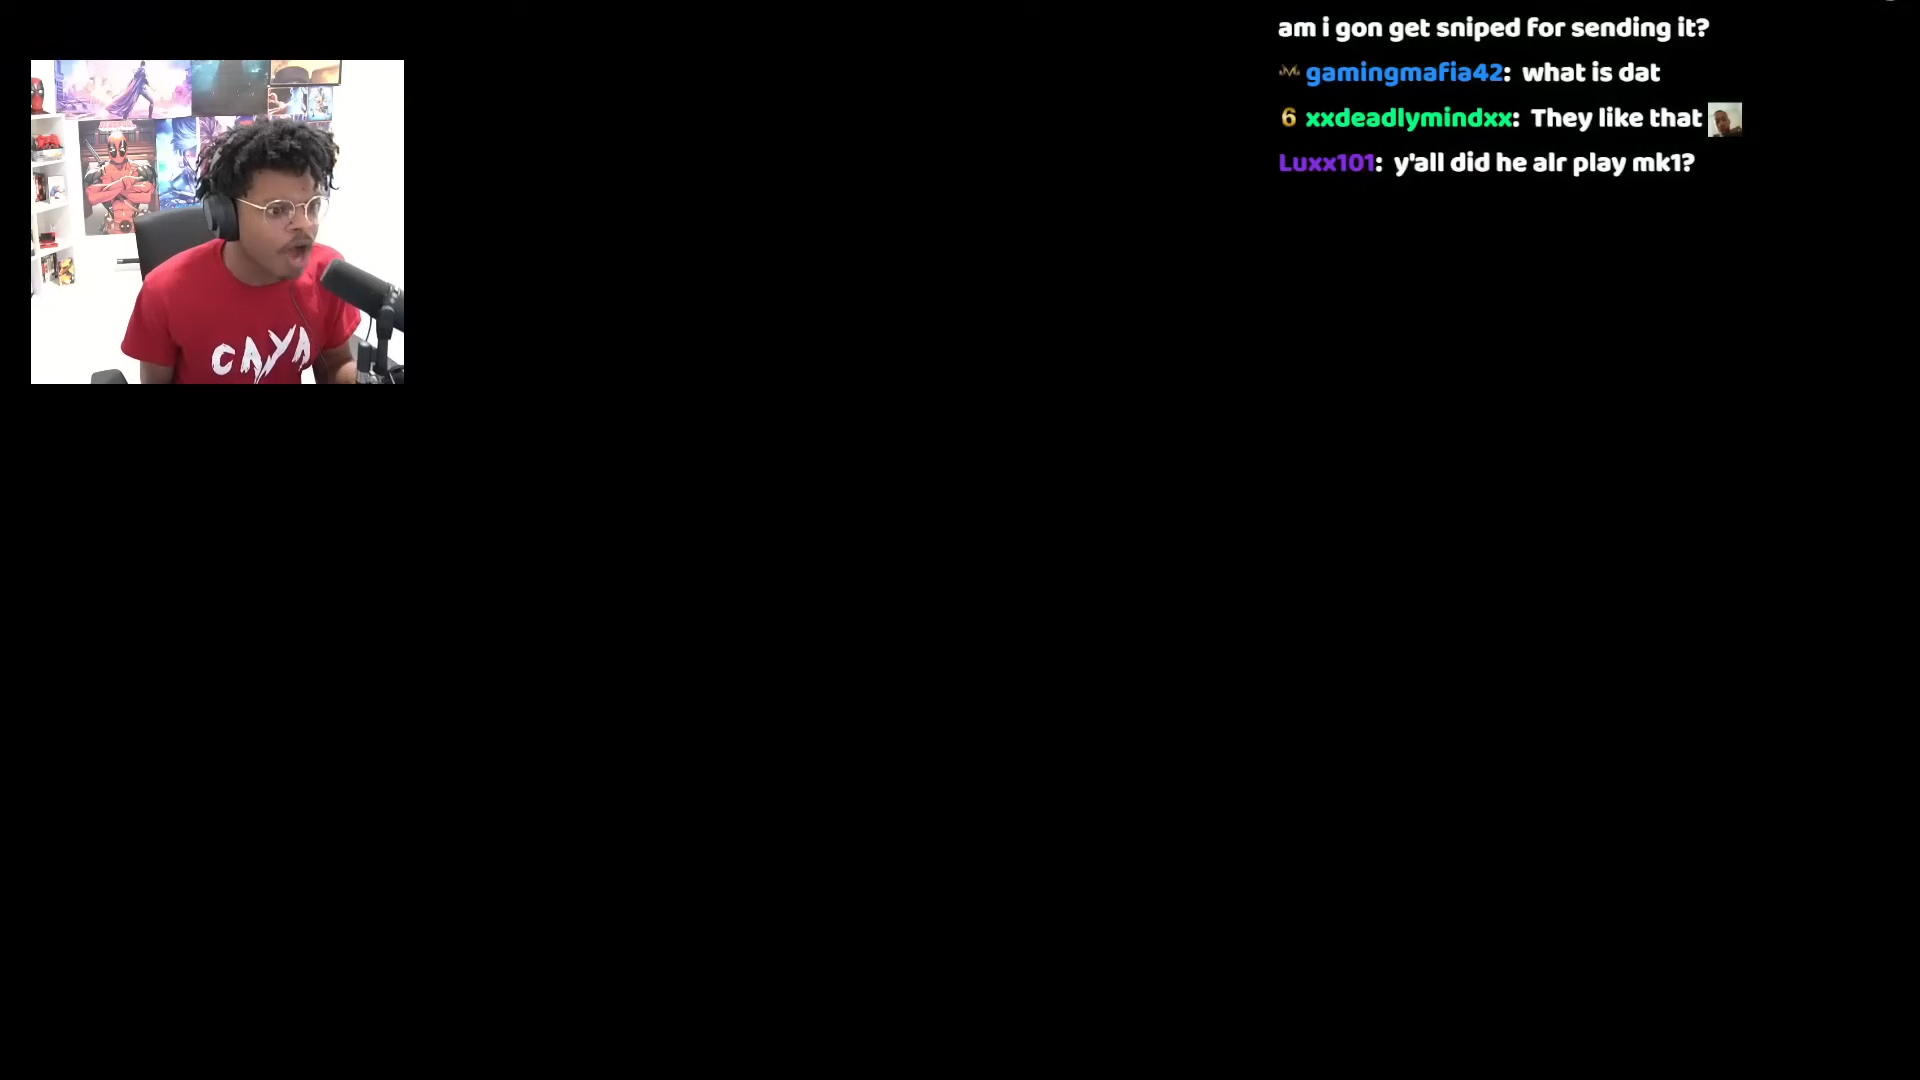 am i gon get sniped for sending it?
gamingmafia42: what is dat
6 xxdeadlymindxx: They like that
Luxx101: y'all did he alr play mk1?
CAYA